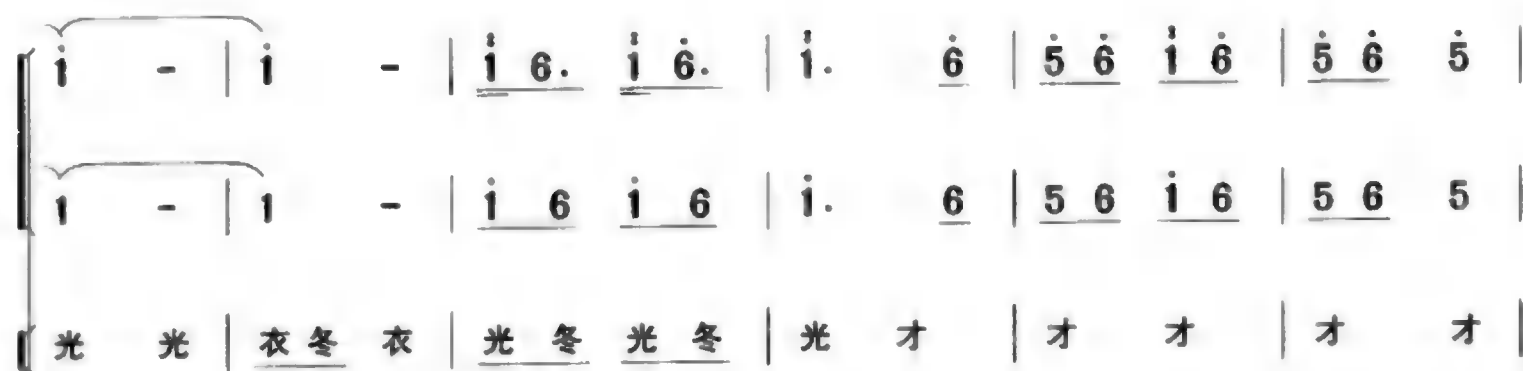 i - | i - | i 6. i 6. | i. 6 | 5 6 i 6 | 5 6 5 |
1 - | 1 - | i 6 i 6 | i. 6 | 5 6 i 6 | 5 6 5 |
光 光 | 衣 冬 衣 | 光 冬 光 冬 | 光 才 | 才 才 | 才 才 |